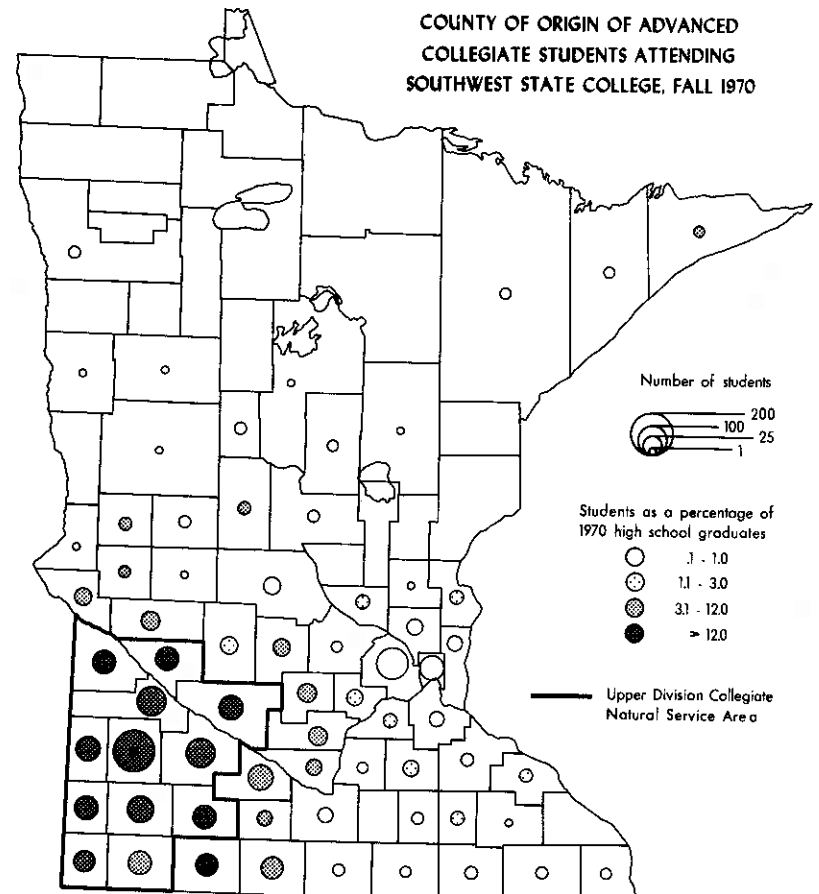 COUNTY OF ORIGIN OF ADVANCED
COLLEGIATE STUDENTS ATTENDING
SOUTHWEST STATE COLLEGE, FALL 1970
Number of students
200
100
25
1
Students as a percentage of
1970 high school graduates
.1 - 1.0
1.1 - 3.0
3.1 - 12.0
> 12.0
Upper Division Collegiate
Natural Service Area